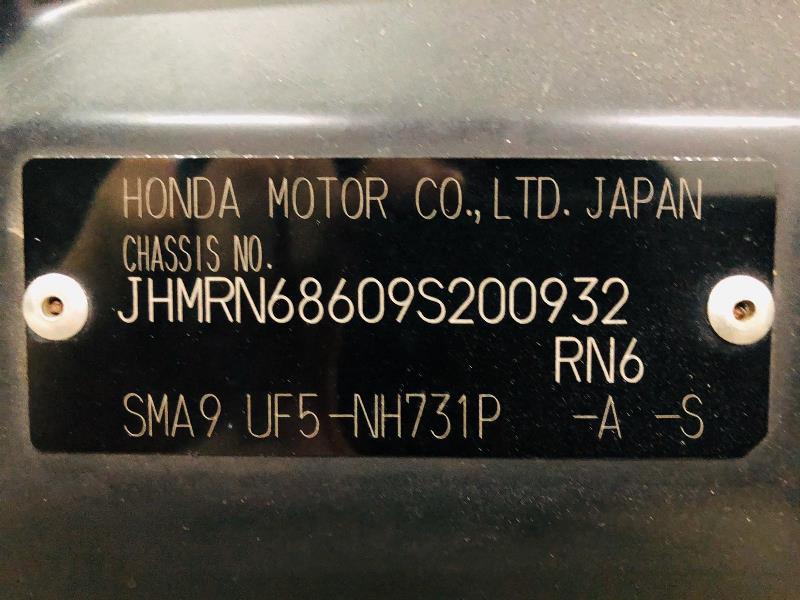 HONDA MOTOR CO.,LTD. JAPAN
CHASSIS NO.
JHMRN68609S200932
RN6
SMA9 UF5-NH731P -A -S